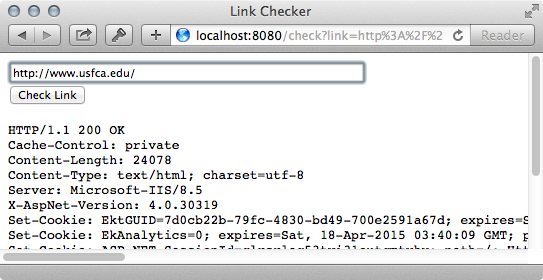 Link Checker
localhost:8080/check?link=http%3A%2F%2
Reader
http://www.usfca.edu/
Check Link
HTTP/1.1 200 OK
Cache-Control: private
Content-Length: 24078
Content-Type: text/html; charset=utf-8
Server: Microsoft-IIS/8.5
X-AspNet-Version: 4.0.30319
Set-Cookie: EktGUID=7d0cb22b-79fc-4830-bd49-700e2591a67d; expires=S
Set-Cookie: EkAnalytics=0; expires=Sat, 18-Apr-2015 03:40:09 GMT; p